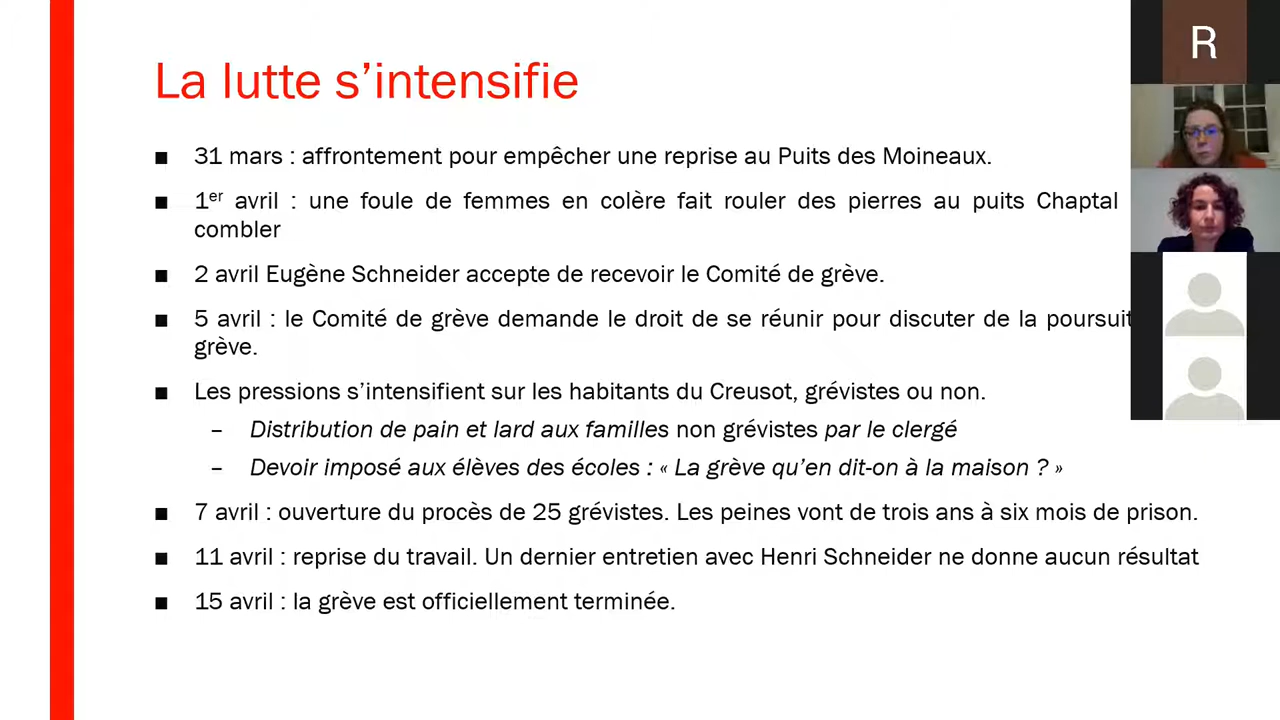 La lutte s’intensifie
■ 31 mars : affrontement pour empêcher une reprise au Puits des Moineaux.
■ 1er avril : une foule de femmes en colère fait rouler des pierres au puits Chaptal
combler
■ 2 avril Eugène Schneider accepte de recevoir le Comité de grève.
■ 5 avril : le Comité de grève demande le droit de se réunir pour discuter de la poursuit
grève.
■ Les pressions s’intensifient sur les habitants du Creusot, grévistes ou non.
– Distribution de pain et lard aux familles non grévistes par le clergé
– Devoir imposé aux élèves des écoles : « La grève qu’en dit-on à la maison ? »
■ 7 avril : ouverture du procès de 25 grévistes. Les peines vont de trois ans à six mois de prison.
■ 11 avril : reprise du travail. Un dernier entretien avec Henri Schneider ne donne aucun résultat
■ 15 avril : la grève est officiellement terminée.
R